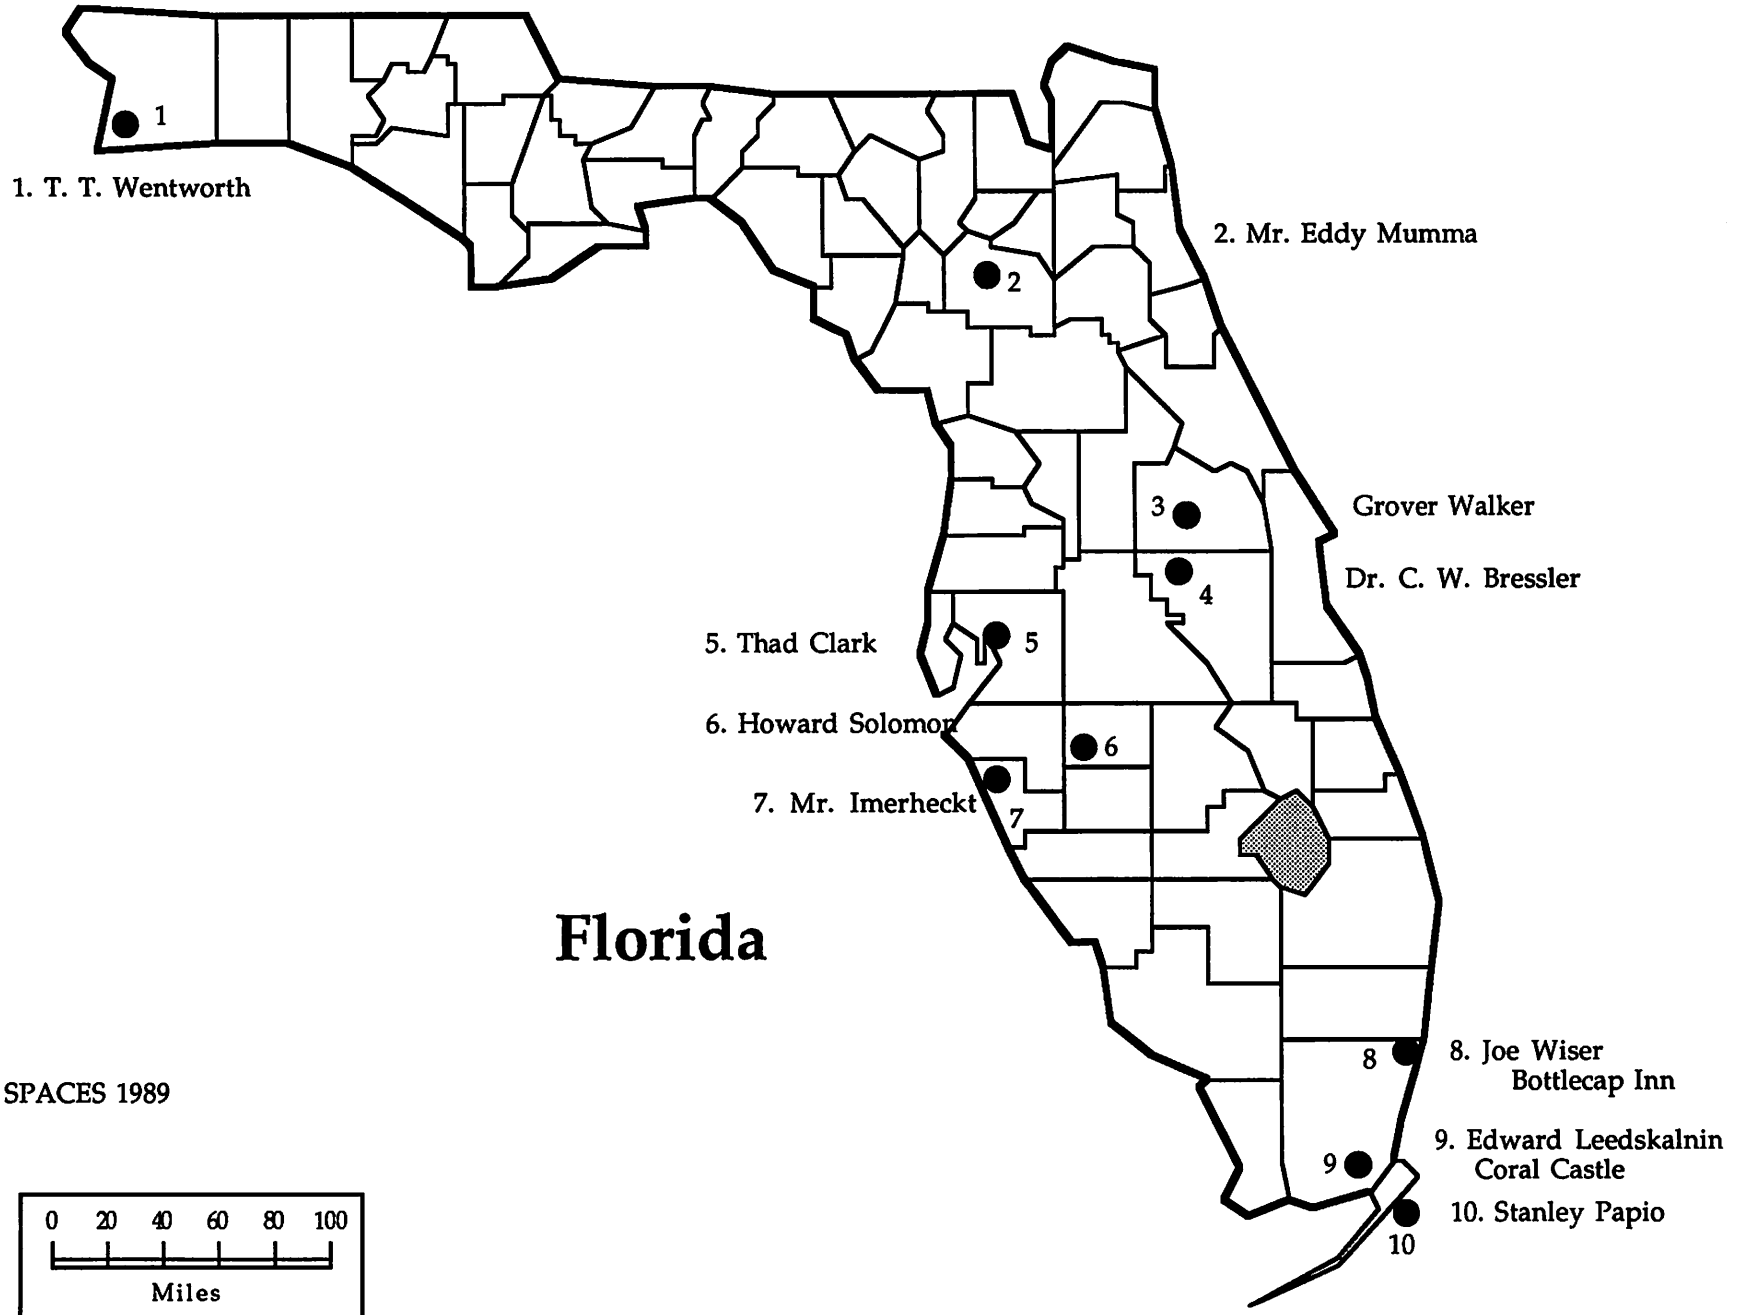 1
1. T. T. Wentworth
2. Mr. Eddy Mumma
2
3
Grover Walker
4
Dr. C. W. Bressler
5. Thad Clark
5
6. Howard Solomon
6
7. Mr. Imerheckt
7
Florida
8
8. Joe Wiser
Bottlecap Inn
SPACES 1989
9. Edward Leedskalnin
Coral Castle
9
10. Stanley Papio
10
0 20 40 60 80 100
Miles